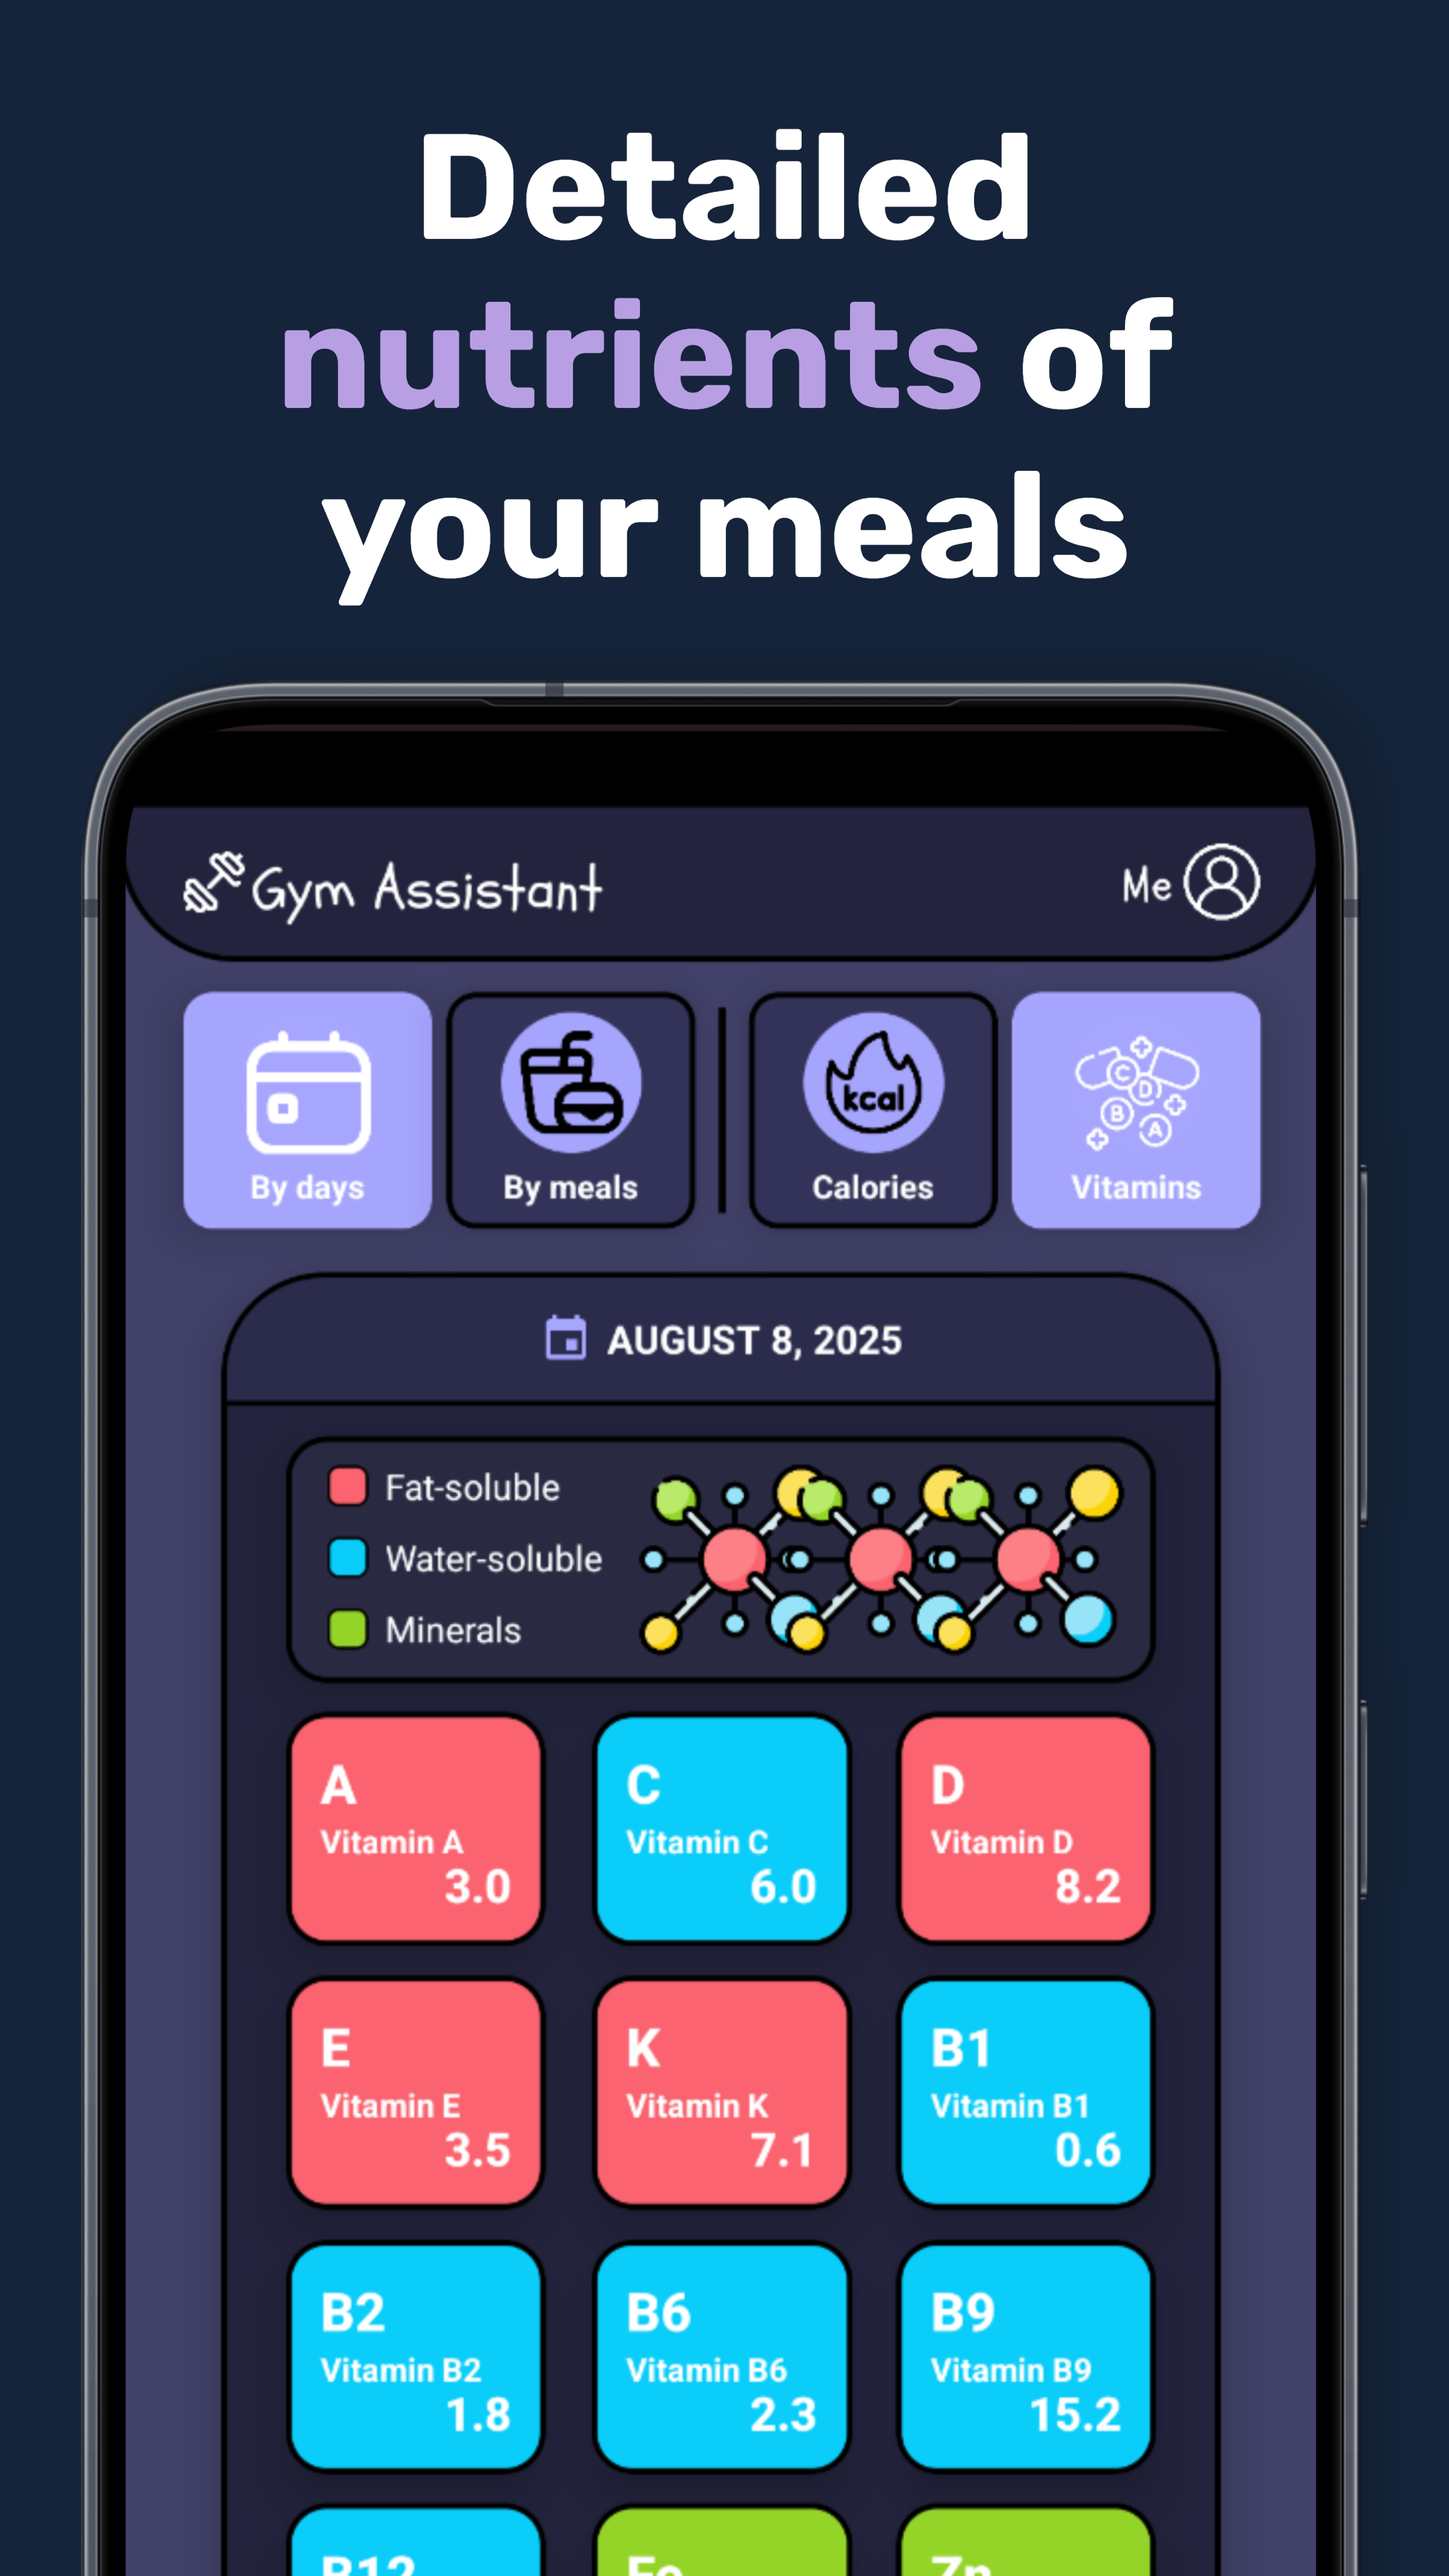 Detailed
nutrients of
your meals
Gym Assistant
Me
kcal
C
D
B
A
By days
By meals
Calories
Vitamins
AUGUST 8, 2025
Fat-soluble
Water-soluble
Minerals
A
Vitamin A
3.0
C
Vitamin C
6.0
D
Vitamin D
8.2
E
Vitamin E
3.5
K
Vitamin K
7.1
B1
Vitamin B1
0.6
B2
Vitamin B2
1.8
B6
Vitamin B6
2.3
B9
Vitamin B9
15.2
B12
Fe
Zn